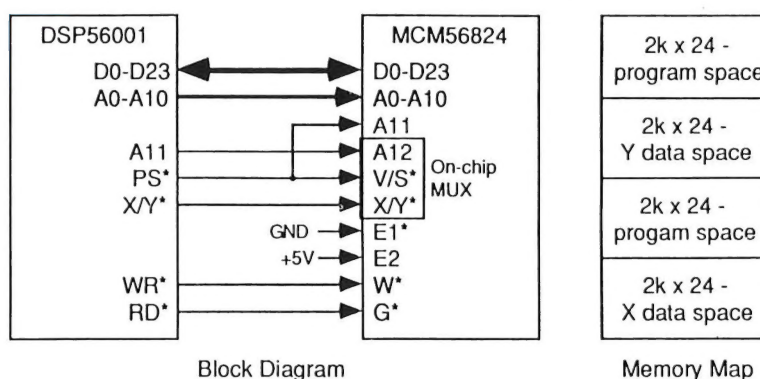 DSP56001
D0-D23
A0-A10
A11
PS*
X/Y*
WR*
RD*
GND
+5V
MCM56824
D0-D23
A0-A10
A11
A12
V/S*
X/Y*
E1*
E2
W*
G*
On-chip
MUX
Block Diagram
2k x 24 -
program space
2k x 24 -
Y data space
2k x 24 -
progam space
2k x 24 -
X data space
Memory Map